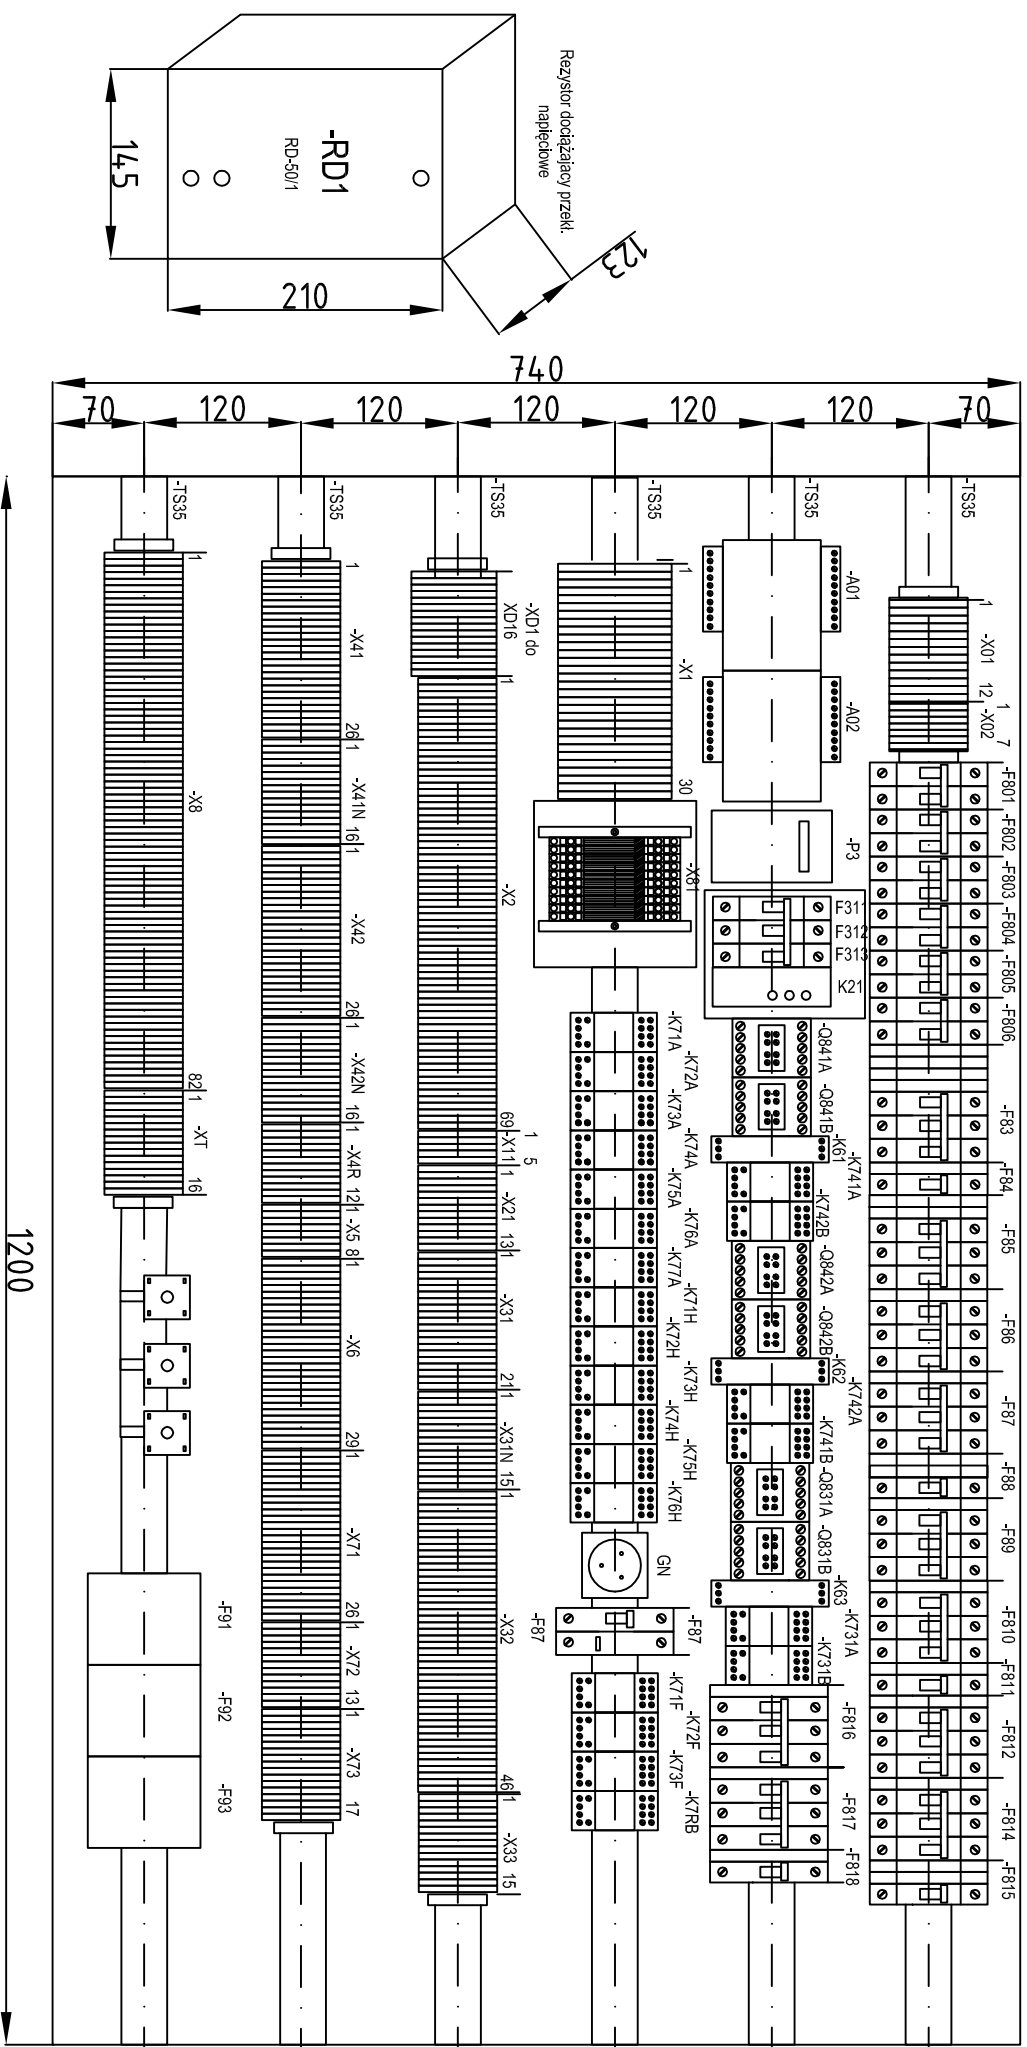 Rezystor dociążajacy przekł.
napięciowe
-RD1
RD-50/1
145
210
123
740
70
120
120
120
120
120
70
1200
-TS35
1
-X01
12
1
-X02
7
-F801
-F802
-F803
-F804
-F805
-F806
-F83
-F84
-F85
-F86
-F87
-F88
-F89
-F810
-F811
-F812
-F814
-F815
-TS35
-A01
-A02
-P3
F311
F312
F313
K21
-Q841A
-Q841B
-K61
-K741A
-K742B
-Q842A
-Q842B
-K62
-K742A
-K741B
-Q831A
-Q831B
-K63
-K731A
-K731B
-F816
-F817
-F818
-TS35
1
-X1
30
-X81
-K71A
-K72A
-K73A
-K74A
-K75A
-K76A
-K77A
-K71H
-K72H
-K73H
-K74H
-K75H
-K76H
GN
-F87
-F87
-K71F
-K72F
-K73F
-K7RB
-TS35
-XD1 do
XD16
1
-X2
69
1
-X11
5
1
-X21
13
1
-X31
21
1
-X31N
15
1
-X32
46
1
-X33
15
-TS35
1
-X41
26
1
-X41N
16
1
-X42
26
1
-X42N
16
1
-X4R
12
1
-X5
8
1
-X6
29
1
-X71
26
1
-X72
13
1
-X73
17
-TS35
1
-X8
82
1
-XT
16
-F91
-F92
-F93